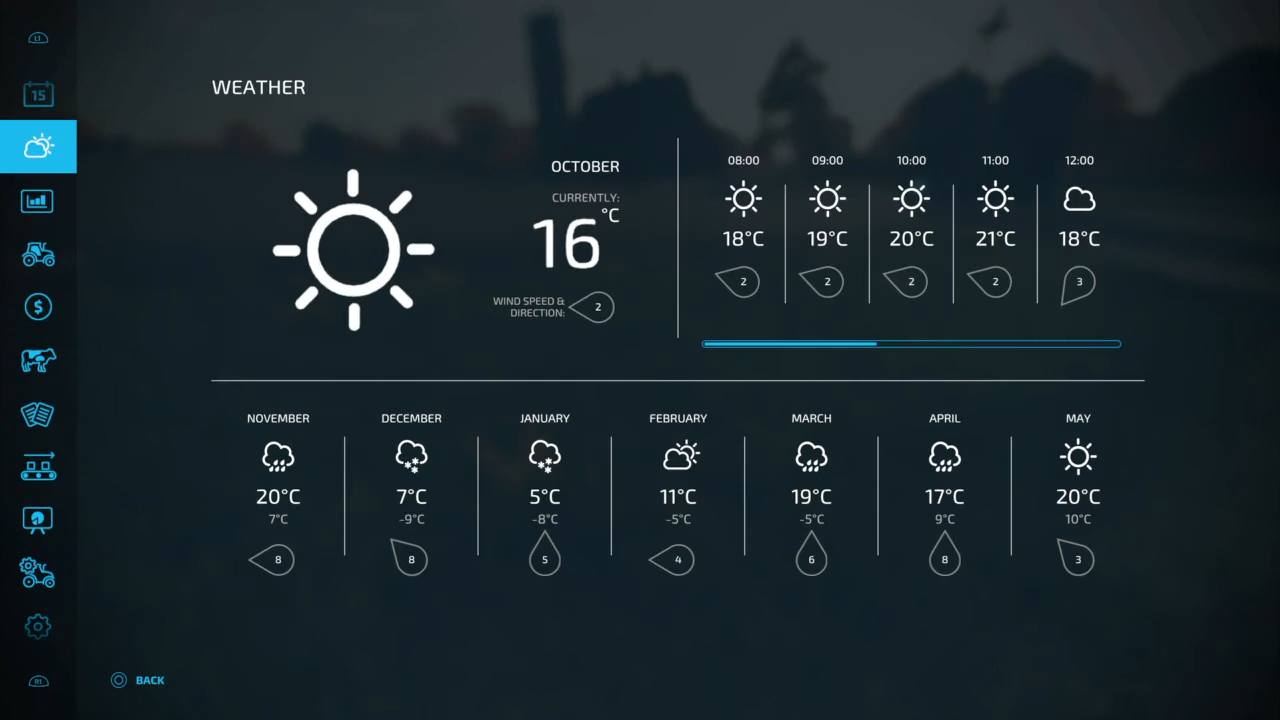 L1
15
WEATHER
OCTOBER
CURRENTLY:
16 °C
WIND SPEED &
DIRECTION:
2
08:00 09:00 10:00 11:00 12:00
18°C 19°C 20°C 21°C 18°C
2 2 2 2 3
NOVEMBER DECEMBER JANUARY FEBRUARY MARCH APRIL MAY
20°C 7°C 5°C 11°C 19°C 17°C 20°C
7°C -9°C -8°C -5°C -5°C 9°C 10°C
8 8 5 4 6 8 3
$
R1
BACK